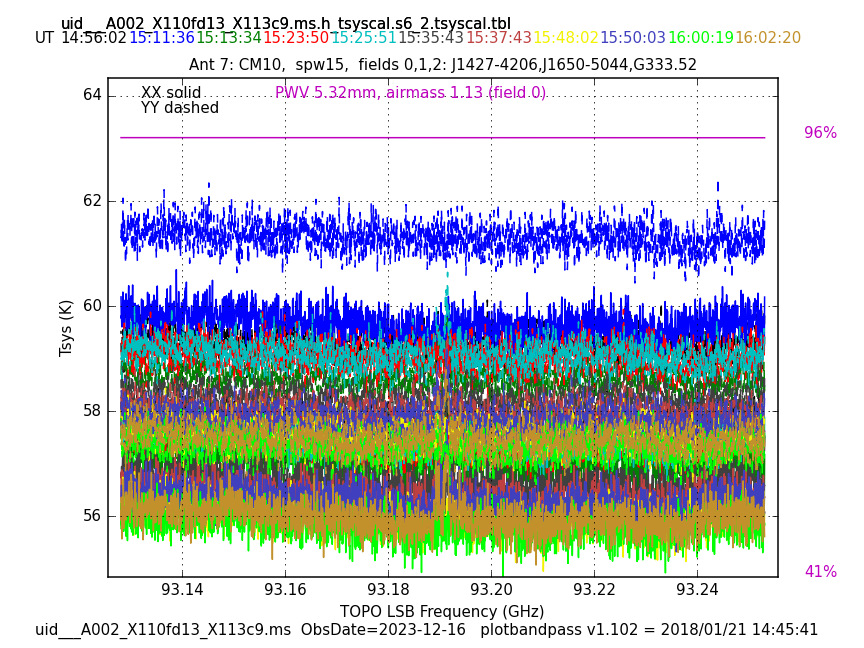 uid___A002_X110fd13_X113c9.ms.h_tsyscal.s6_2.tsyscal.tbl
UT 14:56:02 15:11:36 15:13:34 15:23:50 15:25:51 15:35:43 15:37:43 15:48:02 15:50:03 16:00:19 16:02:20
Ant 7: CM10,  spw15,  fields 0,1,2: J1427-4206,J1650-5044,G333.52
XX solid
YY dashed
PWV 5.32mm, airmass 1.13 (field 0)
96%
41%
64
62
60
58
56
Tsys (K)
93.14 93.16 93.18 93.20 93.22 93.24
TOPO LSB Frequency (GHz)
uid___A002_X110fd13_X113c9.ms  ObsDate=2023-12-16   plotbandpass v1.102 = 2018/01/21 14:45:41